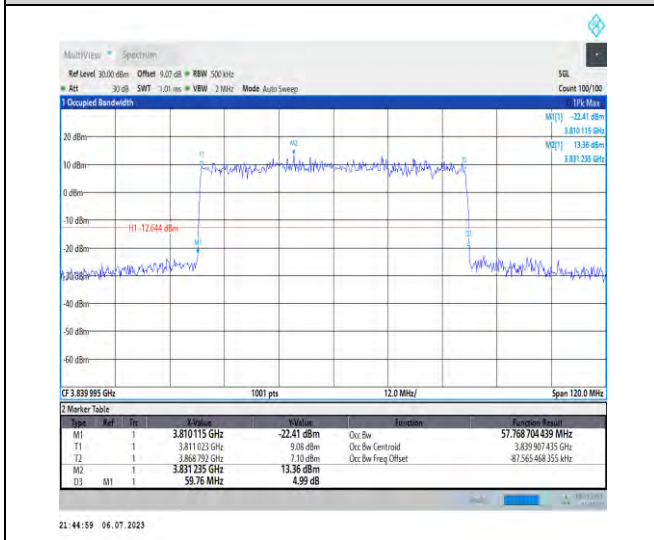 MultiView Spectrum
Ref Level 30.00 dBm Offset 9.07 dB RBW 500 kHz SGL
Att 30 dB SWT 1.01 ms VBW 2 MHz Mode Auto Sweep Count 100/100
1 Occupied Bandwidth 1Pk Max
M1[1] -22.41 dBm
3.810 115 GHz
M2[1] 13.36 dBm
3.831 235 GHz
20 dBm
M2
T1
10 dBm
0 dBm
-10 dBm
H1 -12.644 dBm
M1
-20 dBm
-30 dBm
-40 dBm
-50 dBm
-60 dBm
CF 3.839 995 GHz 1001 pts 12.0 MHz/ Span 120.0 MHz
2 Marker Table
Type Ref Trc X-Value Y-Value Function Function Result
M1 1 3.810115 GHz -22.41 dBm Occ Bw 57.768 704 439 MHz
T1 1 3.811 023 GHz 9.08 dBm Occ Bw Centroid 3.839 907 435 GHz
T2 1 3.868 792 GHz 7.10 dBm Occ Bw Freq Offset -87.565 468 355 kHz
M2 1 3.831 235 GHz 13.36 dBm
D3 M1 1 59.76 MHz 4.99 dB
21:44:59 06.07.2023